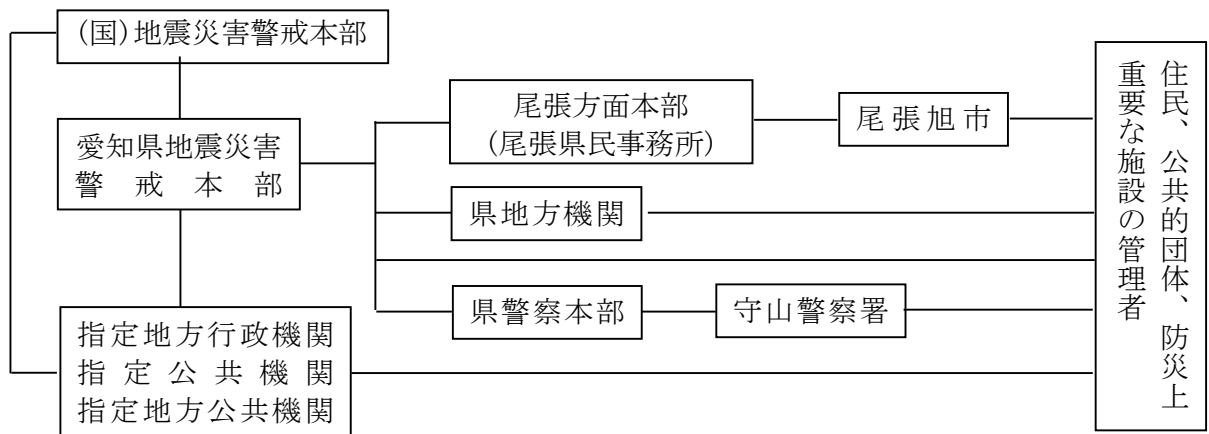 (国)地震災害警戒本部
愛知県地震災害
警戒本部
指定地方行政機関
指定公共機関
指定地方公共機関
尾張方面本部
(尾張県民事務所)
尾張旭市
県地方機関
県警察本部
守山警察署
住民、公共的団体、防災上
重要な施設の管理者